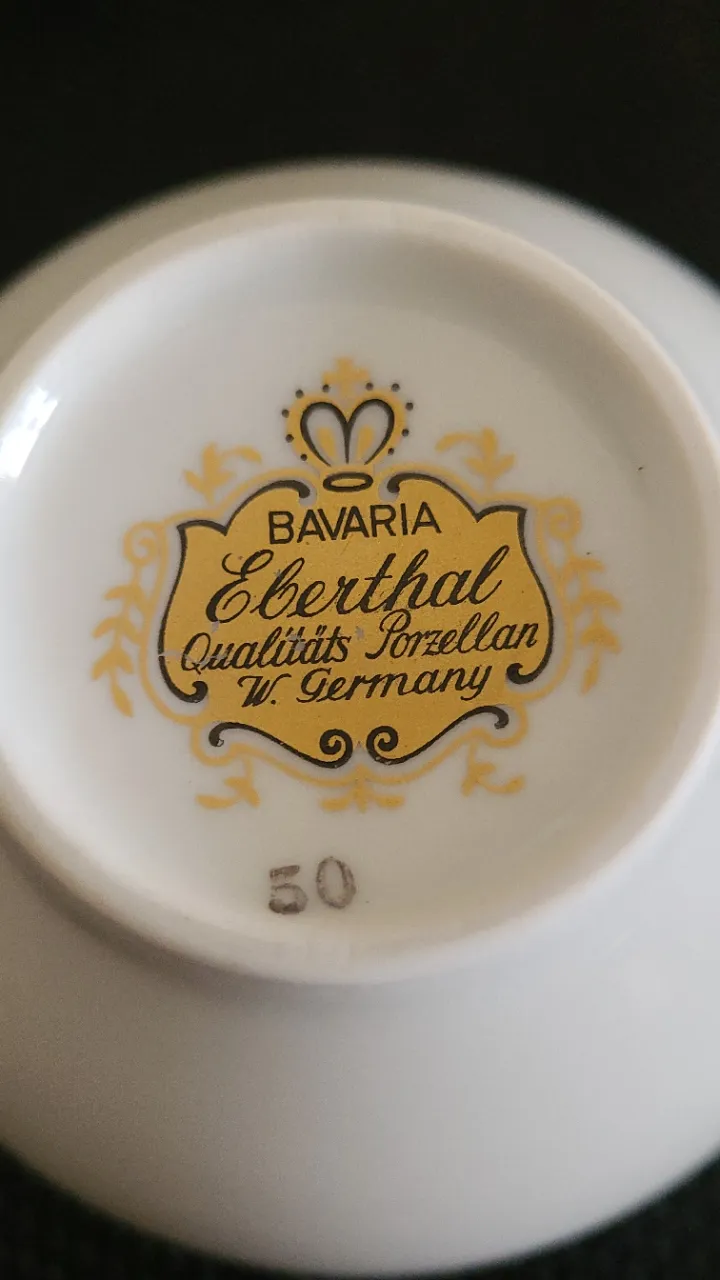 BAVARIA
Eberthal
Qualitäts Porzellan
W. Germany
50